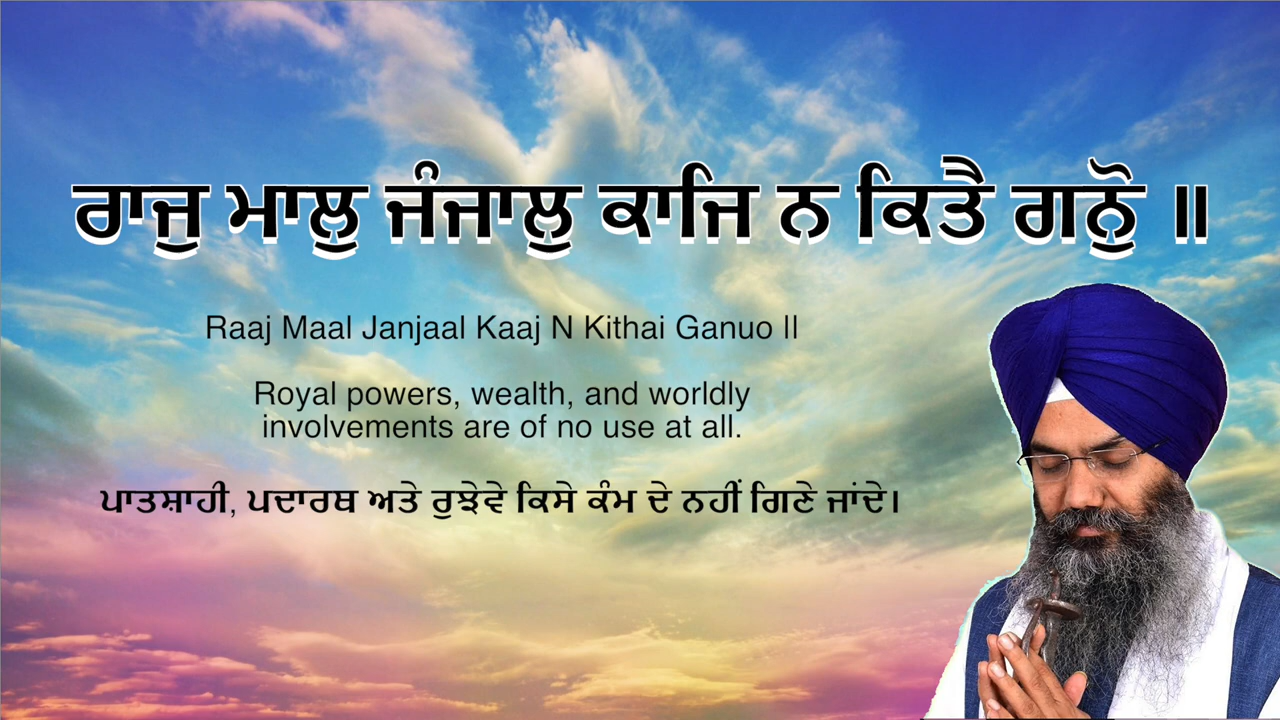 ਰਾਜੁ ਮਾਲੁ ਜੰਜਾਲੁ ਕਾਜਿ ਨ ਕਿਤੈ ਗਨੋੁ ॥
Raaj Maal Janjaal Kaaj N Kithai Ganuo ll
Royal powers, wealth, and worldly
involvements are of no use at all.
ਪਾਤਸ਼ਾਹੀ, ਪਦਾਰਥ ਅਤੇ ਰੁਝੇਵੇ ਕਿਸੇ ਕੰਮ ਦੇ ਨਹੀਂ ਗਿਣੇ ਜਾਂਦੇ।